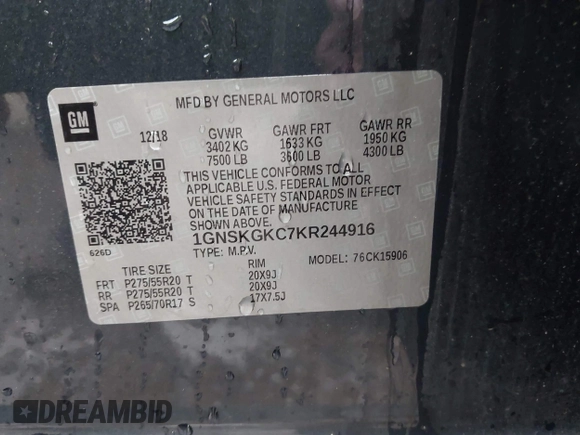 GM
MFD BY GENERAL MOTORS LLC
12/18 GVWR GAWR FRT GAWR RR
3402 KG 1633 KG 1950 KG
7500 LB 3600 LB 4300 LB
THIS VEHICLE CONFORMS TO ALL
APPLICABLE U.S. FEDERAL MOTOR
VEHICLE SAFETY STANDARDS IN EFFECT
ON THE DATE OF MANUFACTURE SHOWN ABOVE.
1GNSKGKC7KR244916
626D
TYPE: M.P.V. MODEL: 76CK15906
TIRE SIZE RIM
FRT P275/55R20 T 20X9J
RR P275/55R20 T 20X9J
SPA P265/70R17 S 17X7.5J
DREAMBID